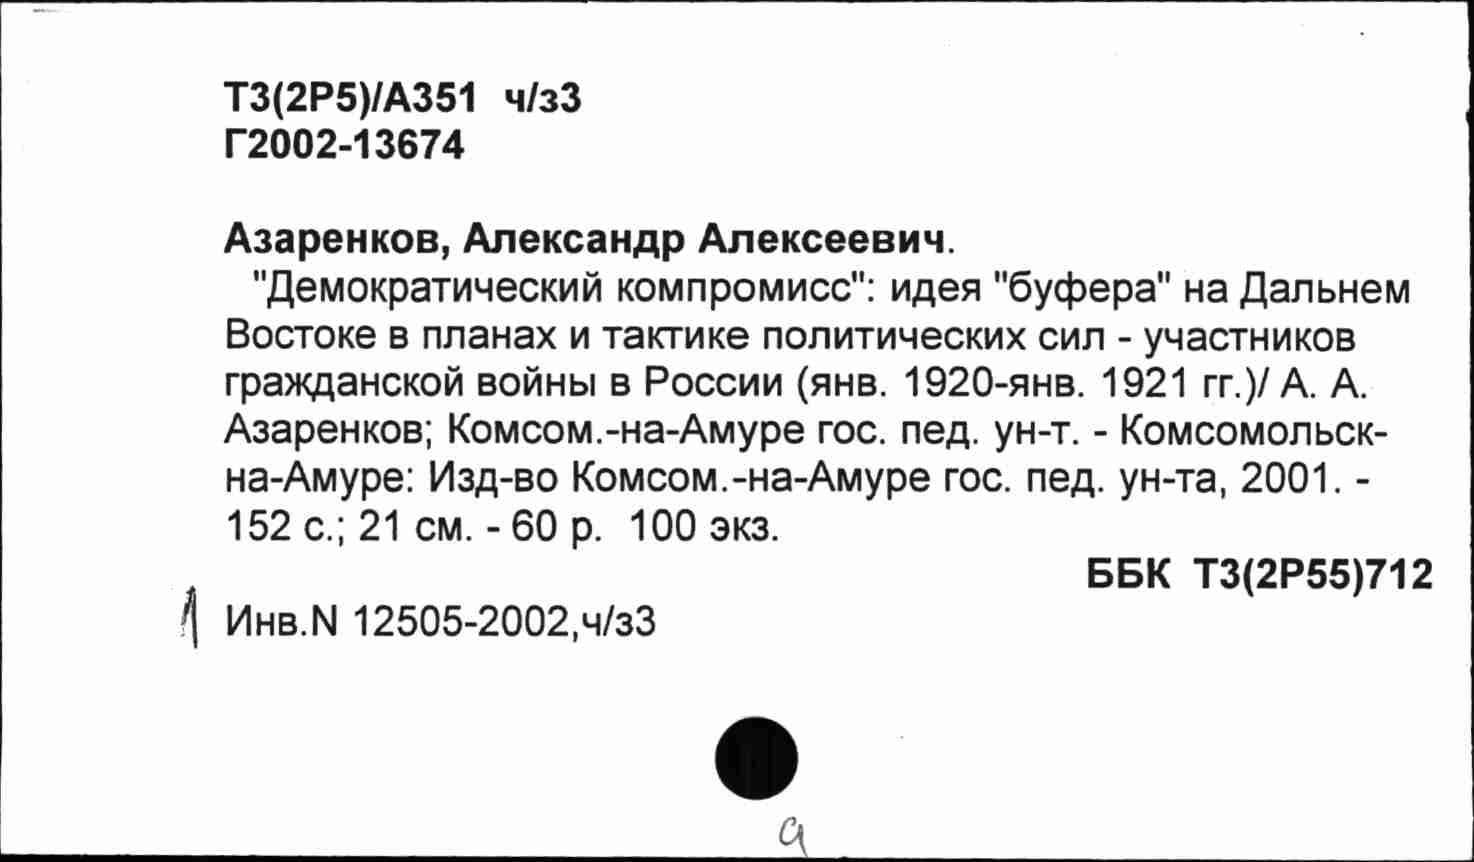 Т3(2Р5)/А351 ч/з3
Г2002-13674
Азаренков, Александр Алексеевич.
"Демократический компромисс": идея "буфера" на Дальнем
Востоке в планах и тактике политических сил - участников
гражданской войны в России (янв. 1920-янв. 1921 гг.)/ А. А.
Азаренков; Комсом.-на-Амуре гос. пед. ун-т. - Комсомольск-
на-Амуре: Изд-во Комсом.-на-Амуре гос. пед. ун-та, 2001. -
152 с.; 21 см. - 60 р. 100 экз.
ББК Т3(2Р55)712
Инв.N 12505-2002,ч/з3